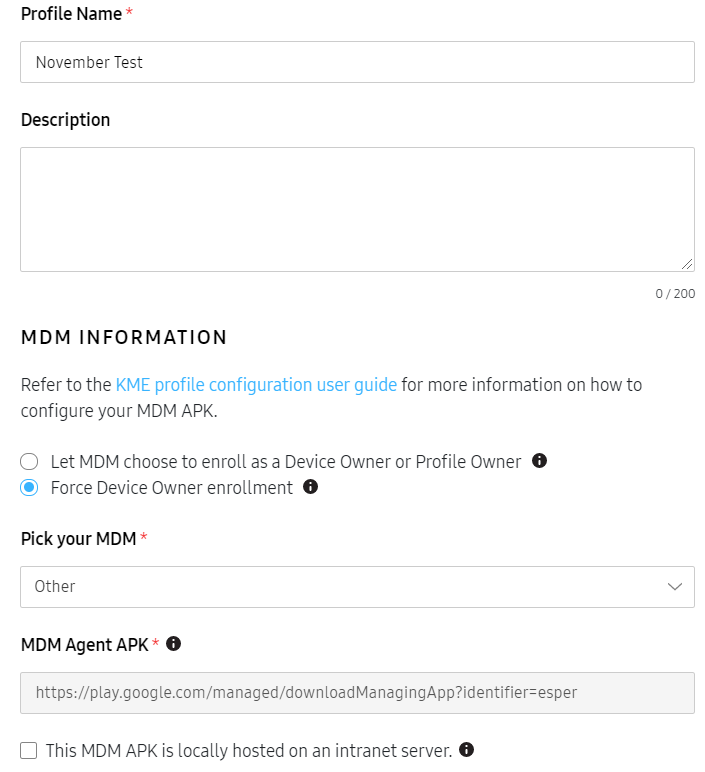 Profile Name *
November Test
Description
0 / 200
MDM INFORMATION
Refer to the KME profile configuration user guide for more information on how to
configure your MDM APK.
Let MDM choose to enroll as a Device Owner or Profile Owner
Force Device Owner enrollment
Pick your MDM *
Other
MDM Agent APK *
https://play.google.com/managed/downloadManagingApp?identifier=esper
This MDM APK is locally hosted on an intranet server.